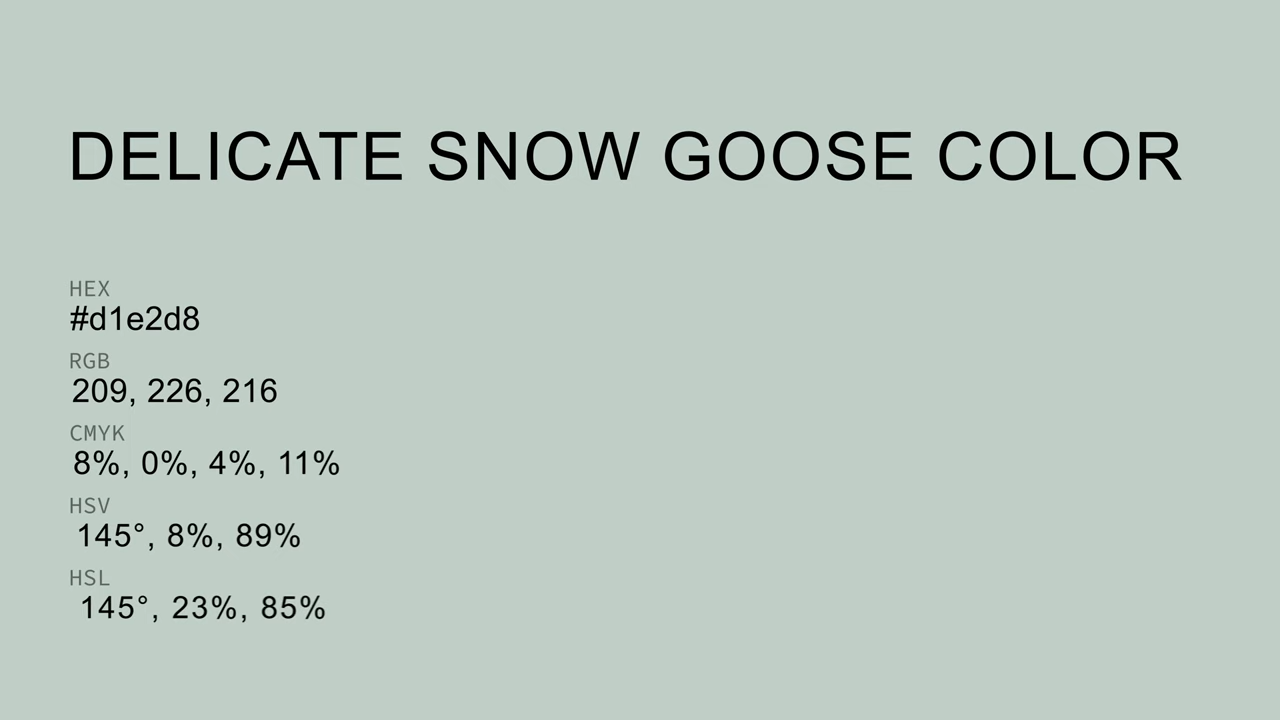 DELICATE SNOW GOOSE COLOR
HEX
#d1e2d8
RGB
209, 226, 216
CMYK
8%, 0%, 4%, 11%
HSV
145°, 8%, 89%
HSL
145°, 23%, 85%